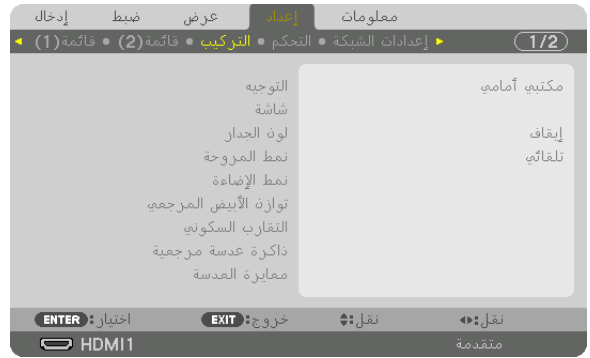 إدخال ضبط عرض إعداد معلومات
قائمة(1) • قائمة(2) • التركيب • التحكم • إعدادات الشبكة 1/2
التوجيه مكتبي أمامي
شاشة
لون الجدار إيقاف
نمط المروحة تلقائي
نمط الإضاءة
توازن الأبيض المرجعي
التقارب السكوني
ذاكرة عدسة مرجعية
معايرة العدسة
ENTER :اختيار EXIT :خروج نقل: نقل:
HDMI1 متقدمة